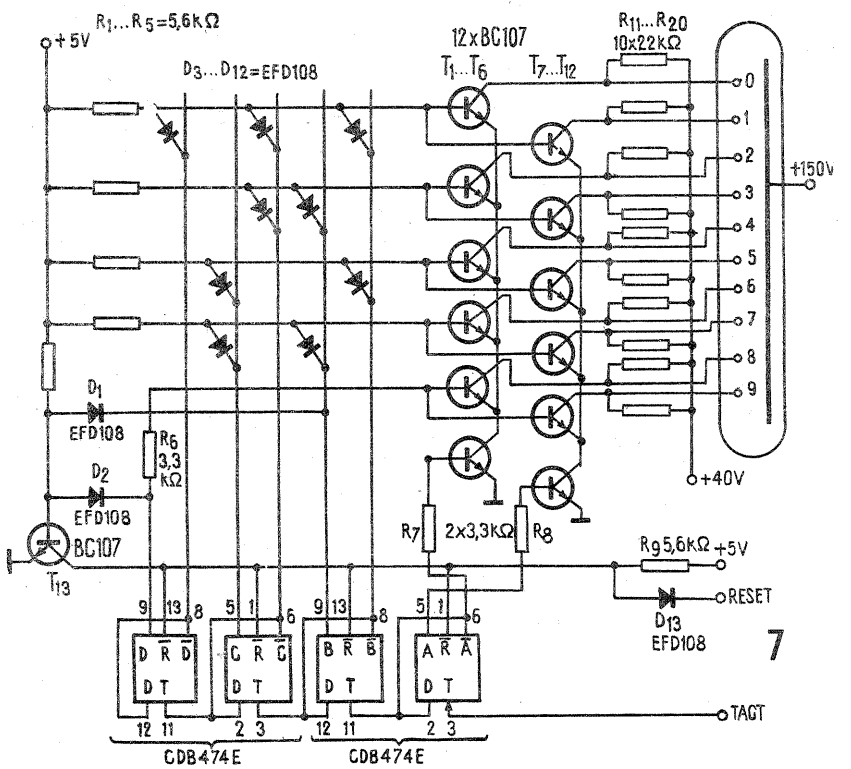 R1...R5=5,6kΩ
+5V
D3...D12=EFD108
12xBC107
T1...T6
T7...T12
R11...R20
10x22kΩ
0
1
2
3
4
5
6
7
8
9
+150V
+40V
D1
EFD108
R6
3,3
kΩ
D2
EFD108
BC107
T13
R7
2x3,3kΩ
R8
R9 5,6kΩ
+5V
RESET
D13
EFD108
7
9 13 8
5 1 6
9 13 8
5 1 6
D R̅ D̅
C R̅ C̅
B R̅ B̅
A R̅ A̅
D T
D T
D T
D T
12 11
2 3
12 11
2 3
TACT
CDB474E
CDB474E